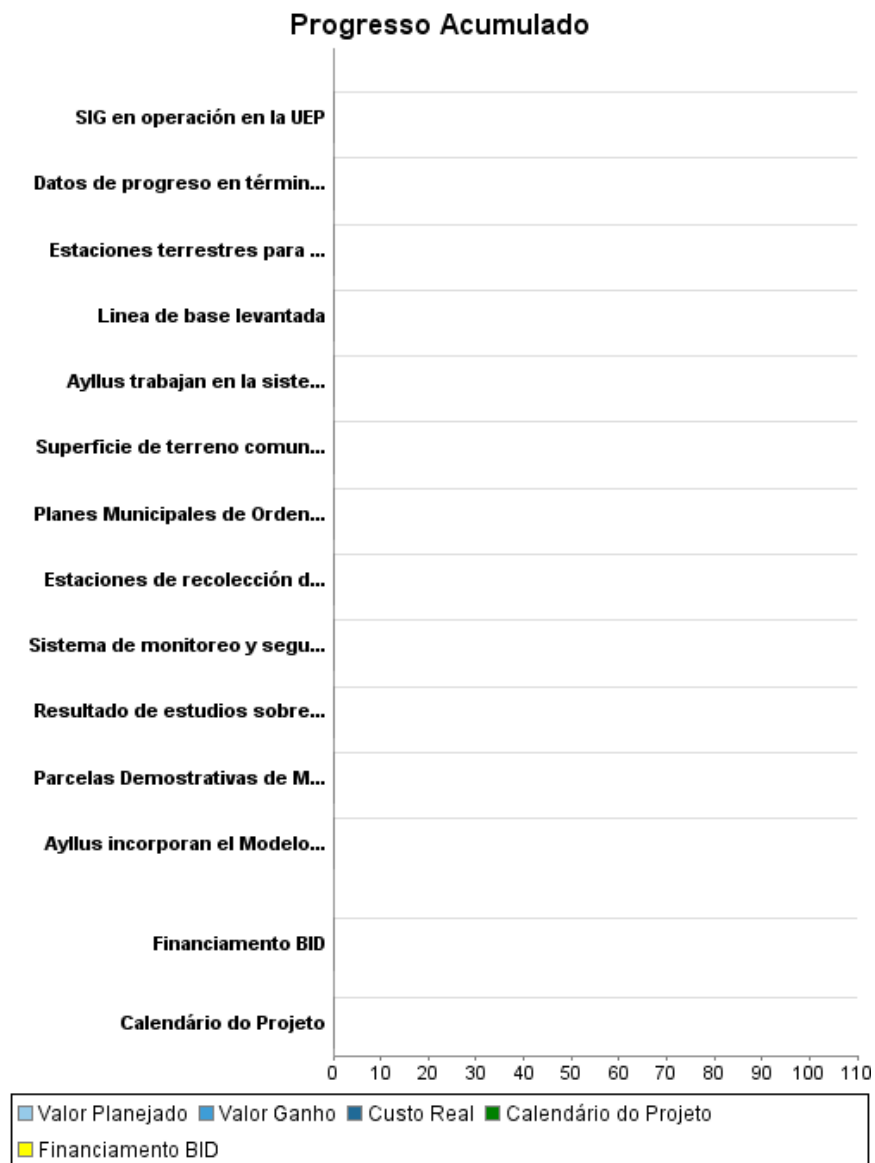 Progresso Acumulado
SIG en operación en la UEP
Datos de progreso en términ...
Estaciones terrestres para ...
Linea de base levantada
Ayllus trabajan en la siste...
Superficie de terreno comun...
Planes Municipales de Orden...
Estaciones de recolección d...
Sistema de monitoreo y segu...
Resultado de estudios sobre...
Parcelas Demostrativas de M...
Ayllus incorporan el Modelo...
Financiamento BID
Calendário do Projeto
0 10 20 30 40 50 60 70 80 90 100 110
Valor Planejado Valor Ganho Custo Real Calendário do Projeto
Financiamento BID